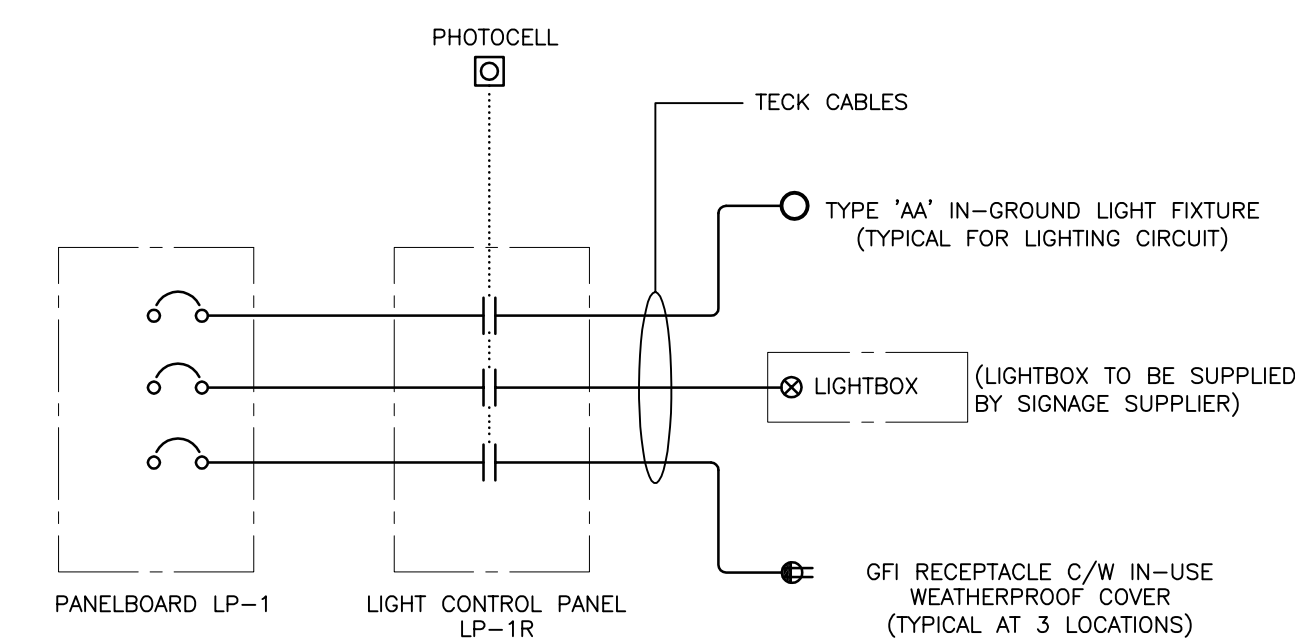 PHOTOCELL
TECK CABLES
TYPE 'AA' IN-GROUND LIGHT FIXTURE
(TYPICAL FOR LIGHTING CIRCUIT)
LIGHTBOX
(LIGHTBOX TO BE SUPPLIED
BY SIGNAGE SUPPLIER)
GFI RECEPTACLE C/W IN-USE
WEATHERPROOF COVER
(TYPICAL AT 3 LOCATIONS)
PANELBOARD LP-1
LIGHT CONTROL PANEL
LP-1R